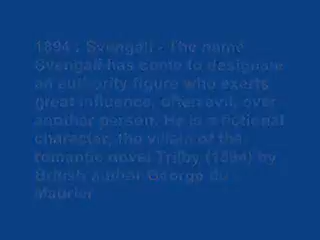 1894 : Svengali - The name
Svengali has come to designate
an authority figure who exerts
great influence, often evil, over
another person. He is a fictional
character, the villain of the
romantic novel Trilby (1894) by
British author George du
Maurier